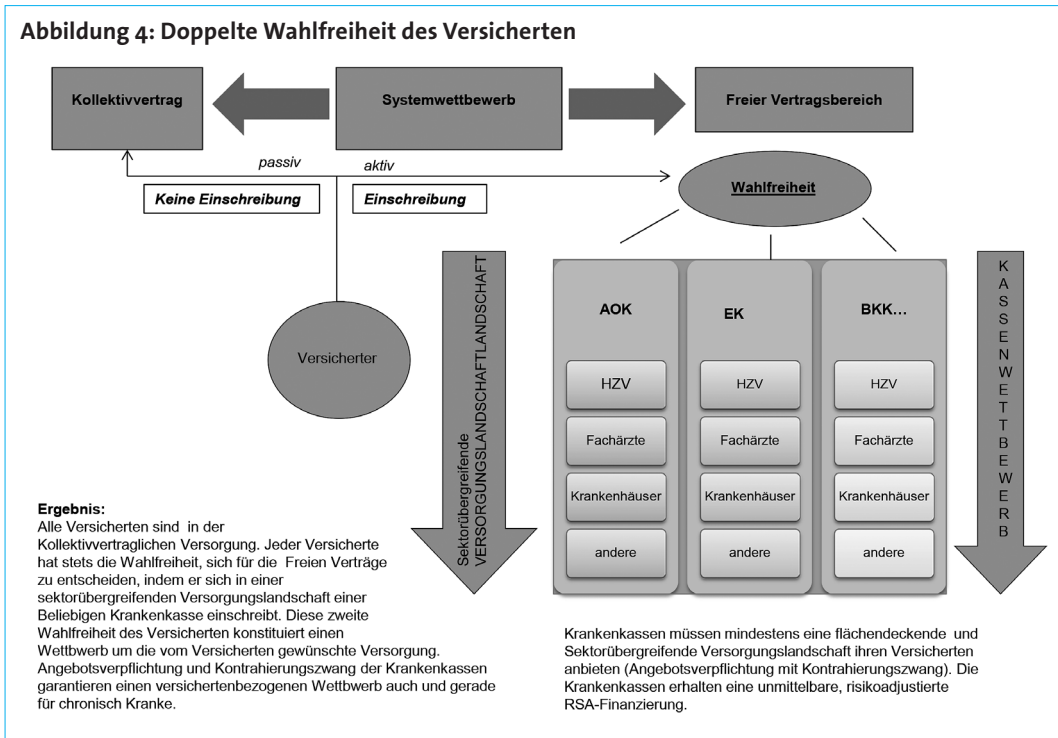 Abbildung 4: Doppelte Wahlfreiheit des Versicherten
Kollektivvertrag
Systemwettbewerb
Freier Vertragsbereich
passiv
aktiv
Keine Einschreibung
Einschreibung
Wahlfreiheit
Versicherter
Sektorübergreifende
VERSORGUNGSLANDSCHAFTLANDSCHAFT
AOK
HZV
Fachärzte
Krankenhäuser
andere
EK
HZV
Fachärzte
Krankenhäuser
andere
BKK...
HZV
Fachärzte
Krankenhäuser
andere
KASSENWETTBEWERB
Ergebnis:
Alle Versicherten sind in der
Kollektivvertraglichen Versorgung. Jeder Versicherte
hat stets die Wahlfreiheit, sich für die Freien Verträge
zu entscheiden, indem er sich in einer
sektorübergreifenden Versorgungslandschaft einer
Beliebigen Krankenkasse einschreibt. Diese zweite
Wahlfreiheit des Versicherten konstituiert einen
Wettbewerb um die vom Versicherten gewünschte Versorgung.
Angebotsverpflichtung und Kontrahierungszwang der Krankenkassen
garantieren einen versichertenbezogenen Wettbwerb auch und gerade
für chronisch Kranke.
Krankenkassen müssen mindestens eine flächendeckende und
Sektorübergreifende Versorgungslandschaft ihren Versicherten
anbieten (Angebotsverpflichtung mit Kontrahierungszwang). Die
Krankenkassen erhalten eine unmittelbare, risikoadjustierte
RSA-Finanzierung.